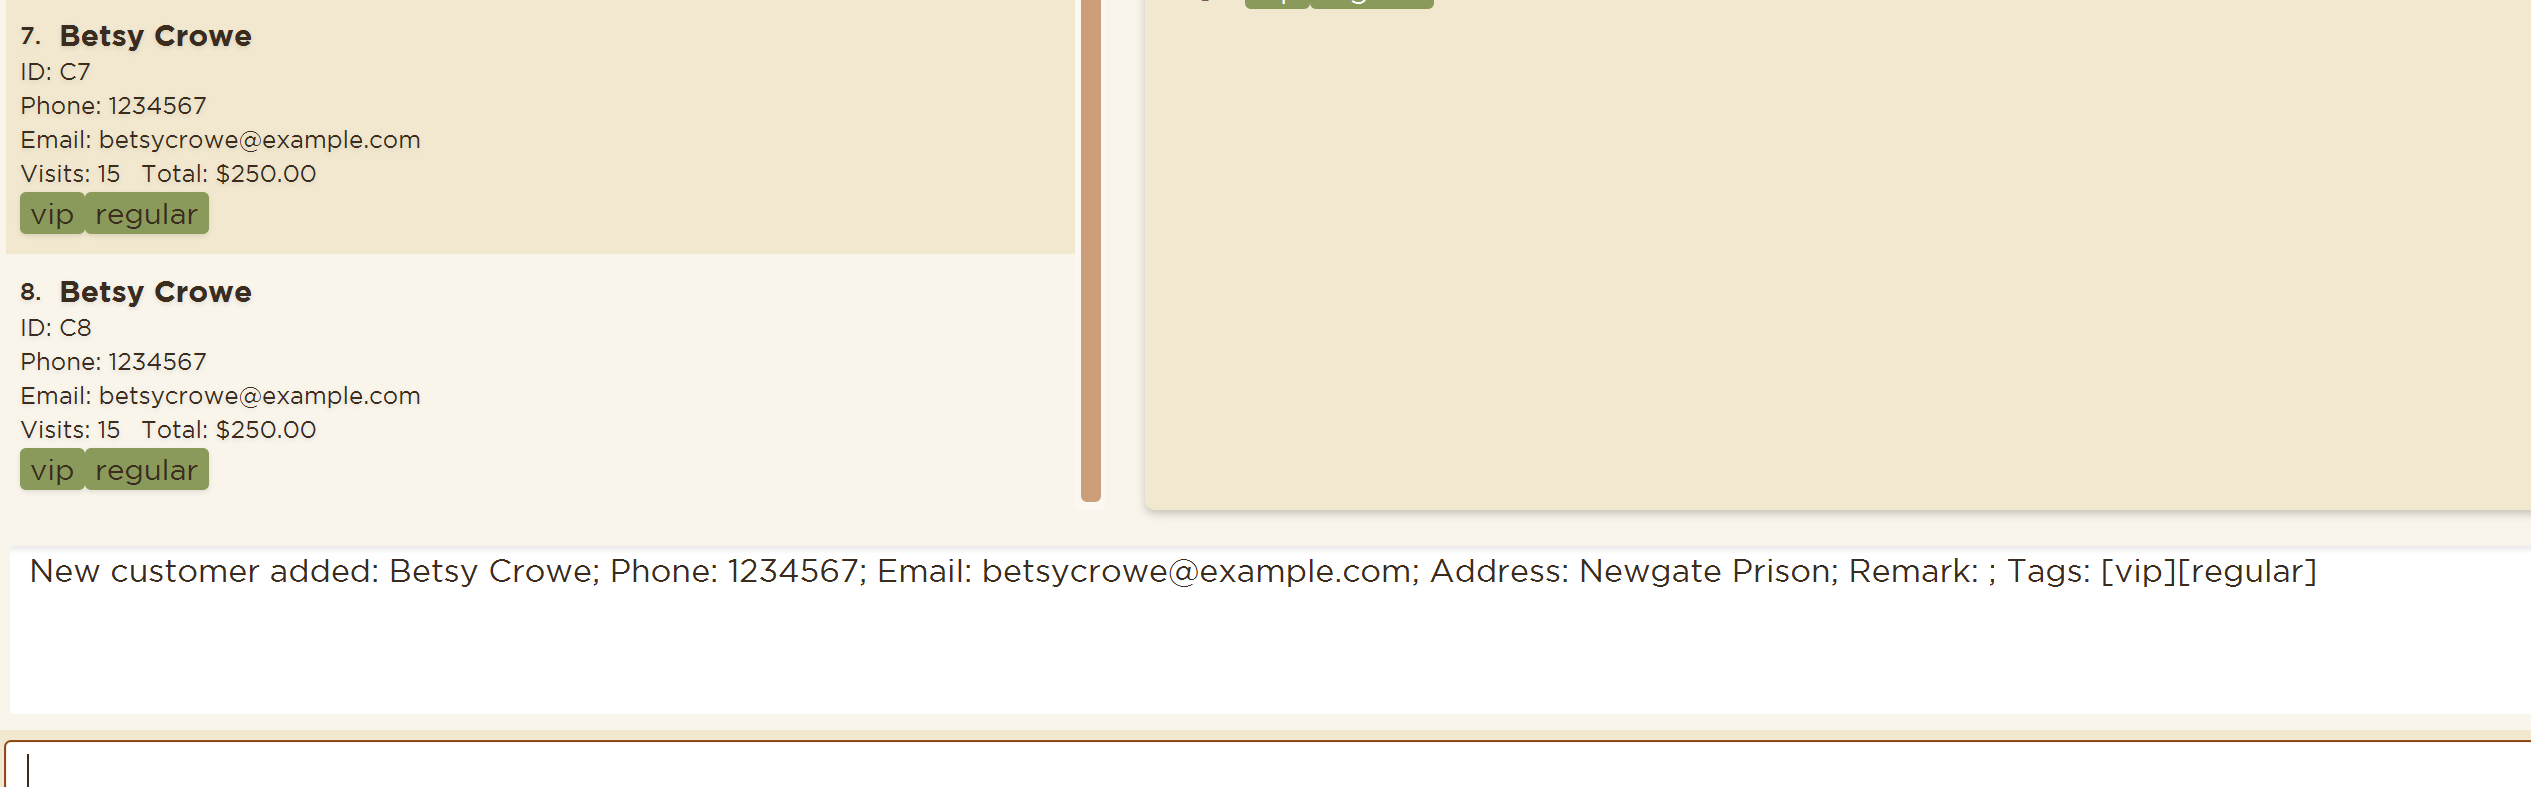 7. Betsy Crowe
ID: C7
Phone: 1234567
Email: betsycrowe@example.com
Visits: 15 Total: $250.00
vip regular
8. Betsy Crowe
ID: C8
Phone: 1234567
Email: betsycrowe@example.com
Visits: 15 Total: $250.00
vip regular
New customer added: Betsy Crowe; Phone: 1234567; Email: betsycrowe@example.com; Address: Newgate Prison; Remark: ; Tags: [vip][regular]